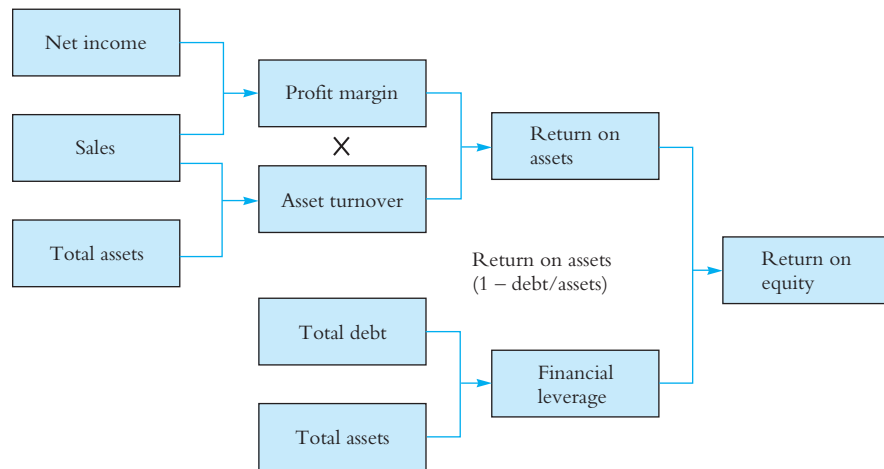 Net income
Profit margin
Sales
×
Return on
assets
Asset turnover
Total assets
Return on assets
(1 – debt/assets)
Return on
equity
Total debt
Financial
leverage
Total assets